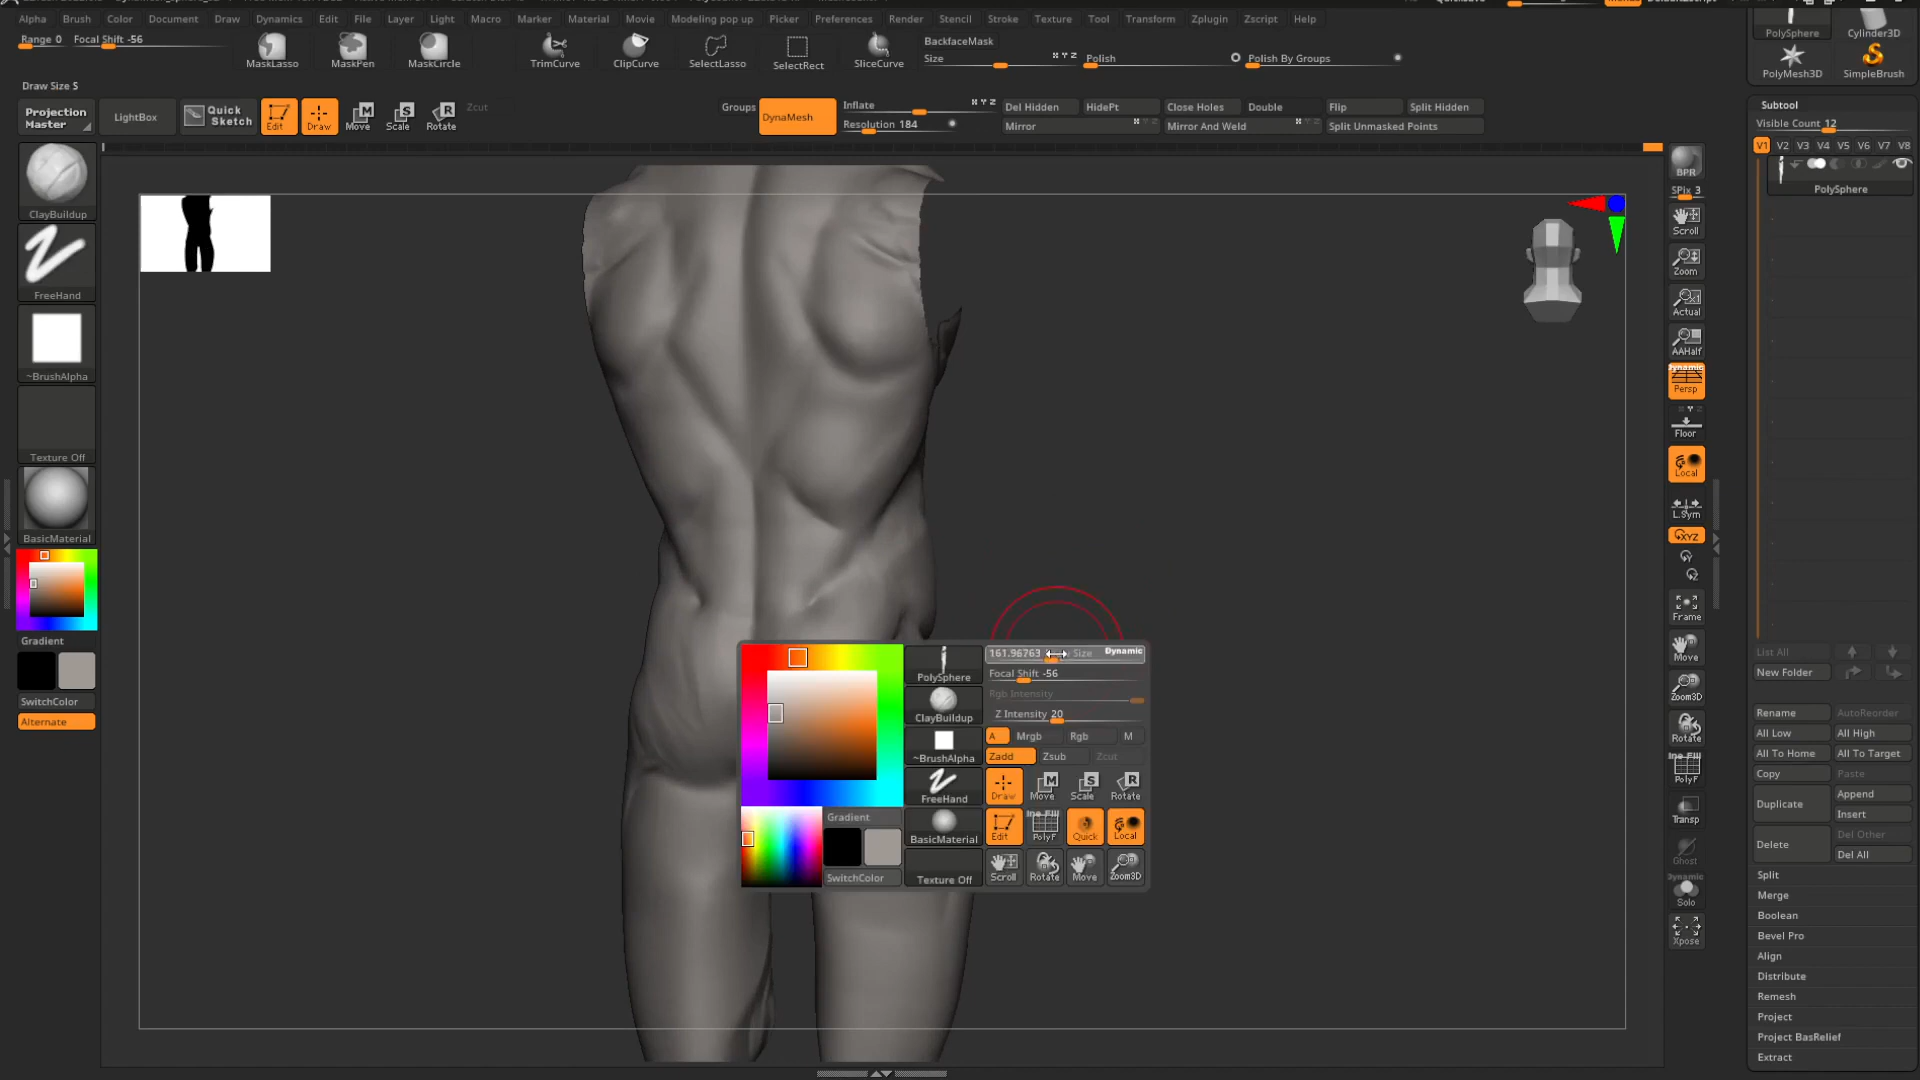 Alpha Brush Color Document Draw Dynamics Edit File Layer Light Macro Marker Material Movie Modeling pop up Picker Preferences Render Stencil Stroke Texture Tool Transform Zplugin Zscript Help
Range 0 Focal Shift -56
MaskLasso MaskPen MaskCircle TrimCurve ClipCurve SelectLasso SelectRect SliceCurve
BackfaceMask
Size X Y Z Polish Polish By Groups
PolySphere Cylinder3D
PolyMesh3D SimpleBrush
Draw Size S
Projection Master LightBox Quick Sketch Edit Draw Move Scale Rotate Zcut
Groups DynaMesh Inflate X Y Z
Resolution 184
Del Hidden HidePt Close Holes Double Flip Split Hidden
Mirror Mirror And Weld Split Unmasked Points
Subtool
Visible Count 12
V1 V2 V3 V4 V5 V6 V7 V8
PolySphere
ClayBuildup
FreeHand
~BrushAlpha
Texture Off
BasicMaterial
Gradient
SwitchColor
Alternate
BPR
SPix 3
Scroll
Zoom
Actual
AAHalf
Dynamic
Persp
Floor
Local
L.Sym
XYZ
Y
Z
Frame
Move
Zoom3D
Rotate
Line Fill
PolyF
Transp
Ghost
Dynamic
Solo
Xpose
PolySphere
ClayBuildup
~BrushAlpha
FreeHand
BasicMaterial
Texture Off
161.96763 Size Dynamic
Focal Shift -56
Rgb Intensity
Z Intensity 20
A Mrgb Rgb M
Zadd Zsub Zcut
Draw Move Scale Rotate
Edit PolyF Quick Local
Scroll Rotate Move Zoom3D
Gradient
SwitchColor
List All
New Folder
Rename AutoReorder
All Low All High
All To Home All To Target
Copy Paste
Duplicate Append
Insert
Delete Del Other
Del All
Split
Merge
Boolean
Bevel Pro
Align
Distribute
Remesh
Project
Project BasRelief
Extract